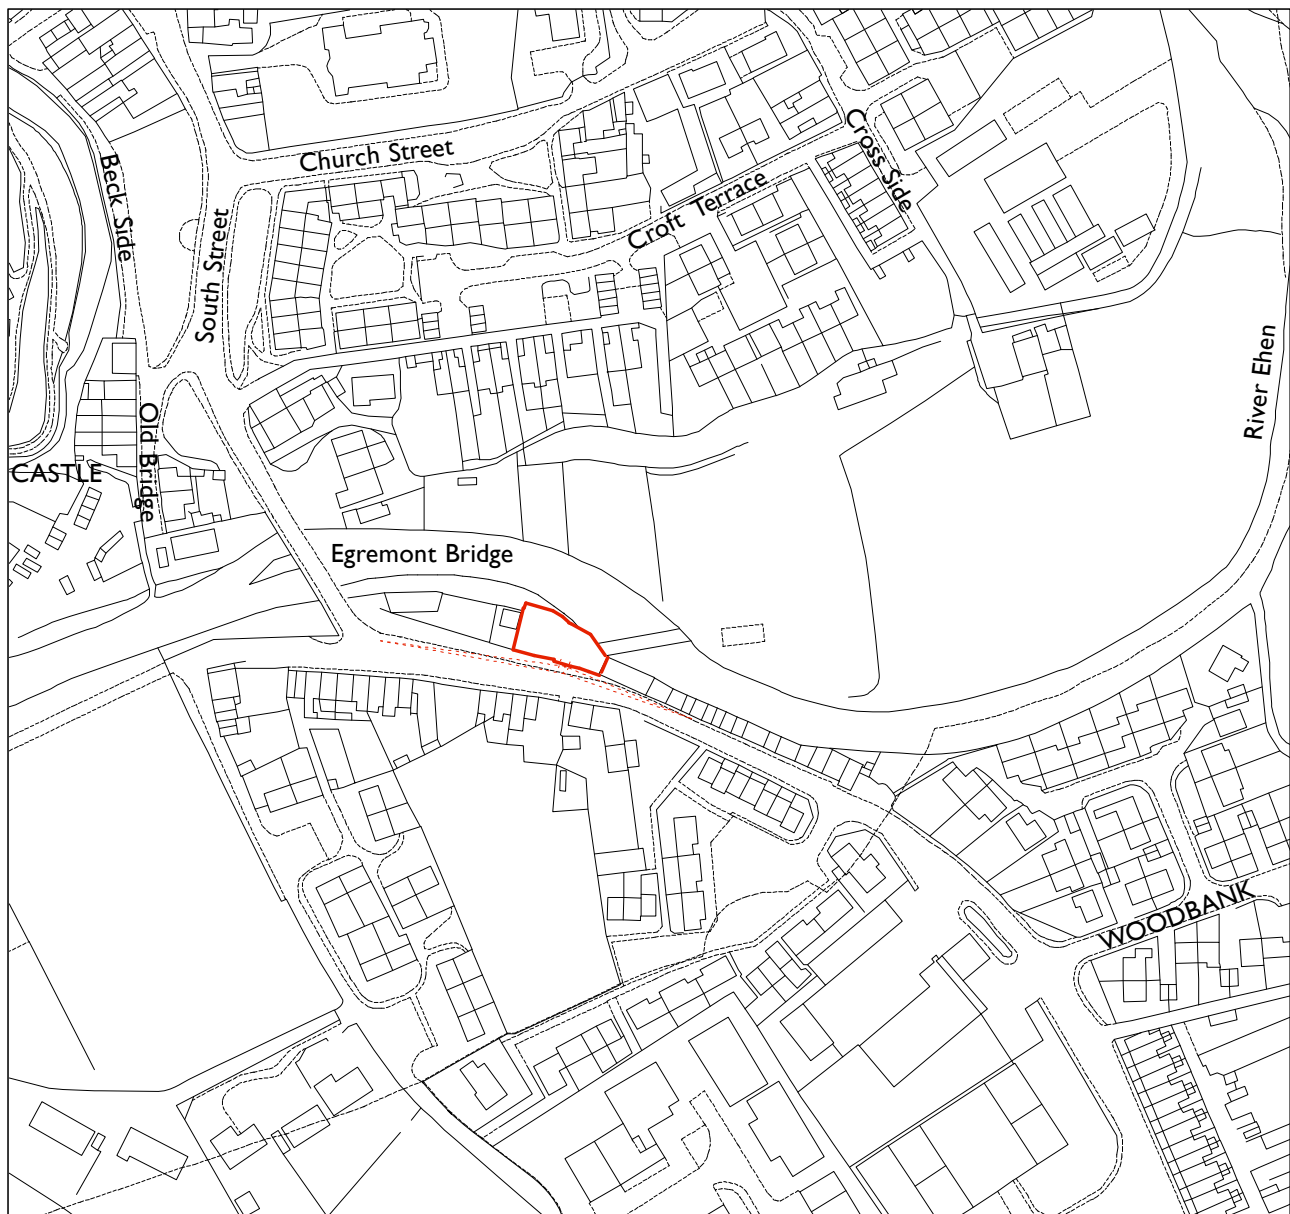 Church Street
Beck Side
South Street
Croft Terrace
Cross Side
River Ehen
Old Bridge
CASTLE
Egremont Bridge
WOODBANK